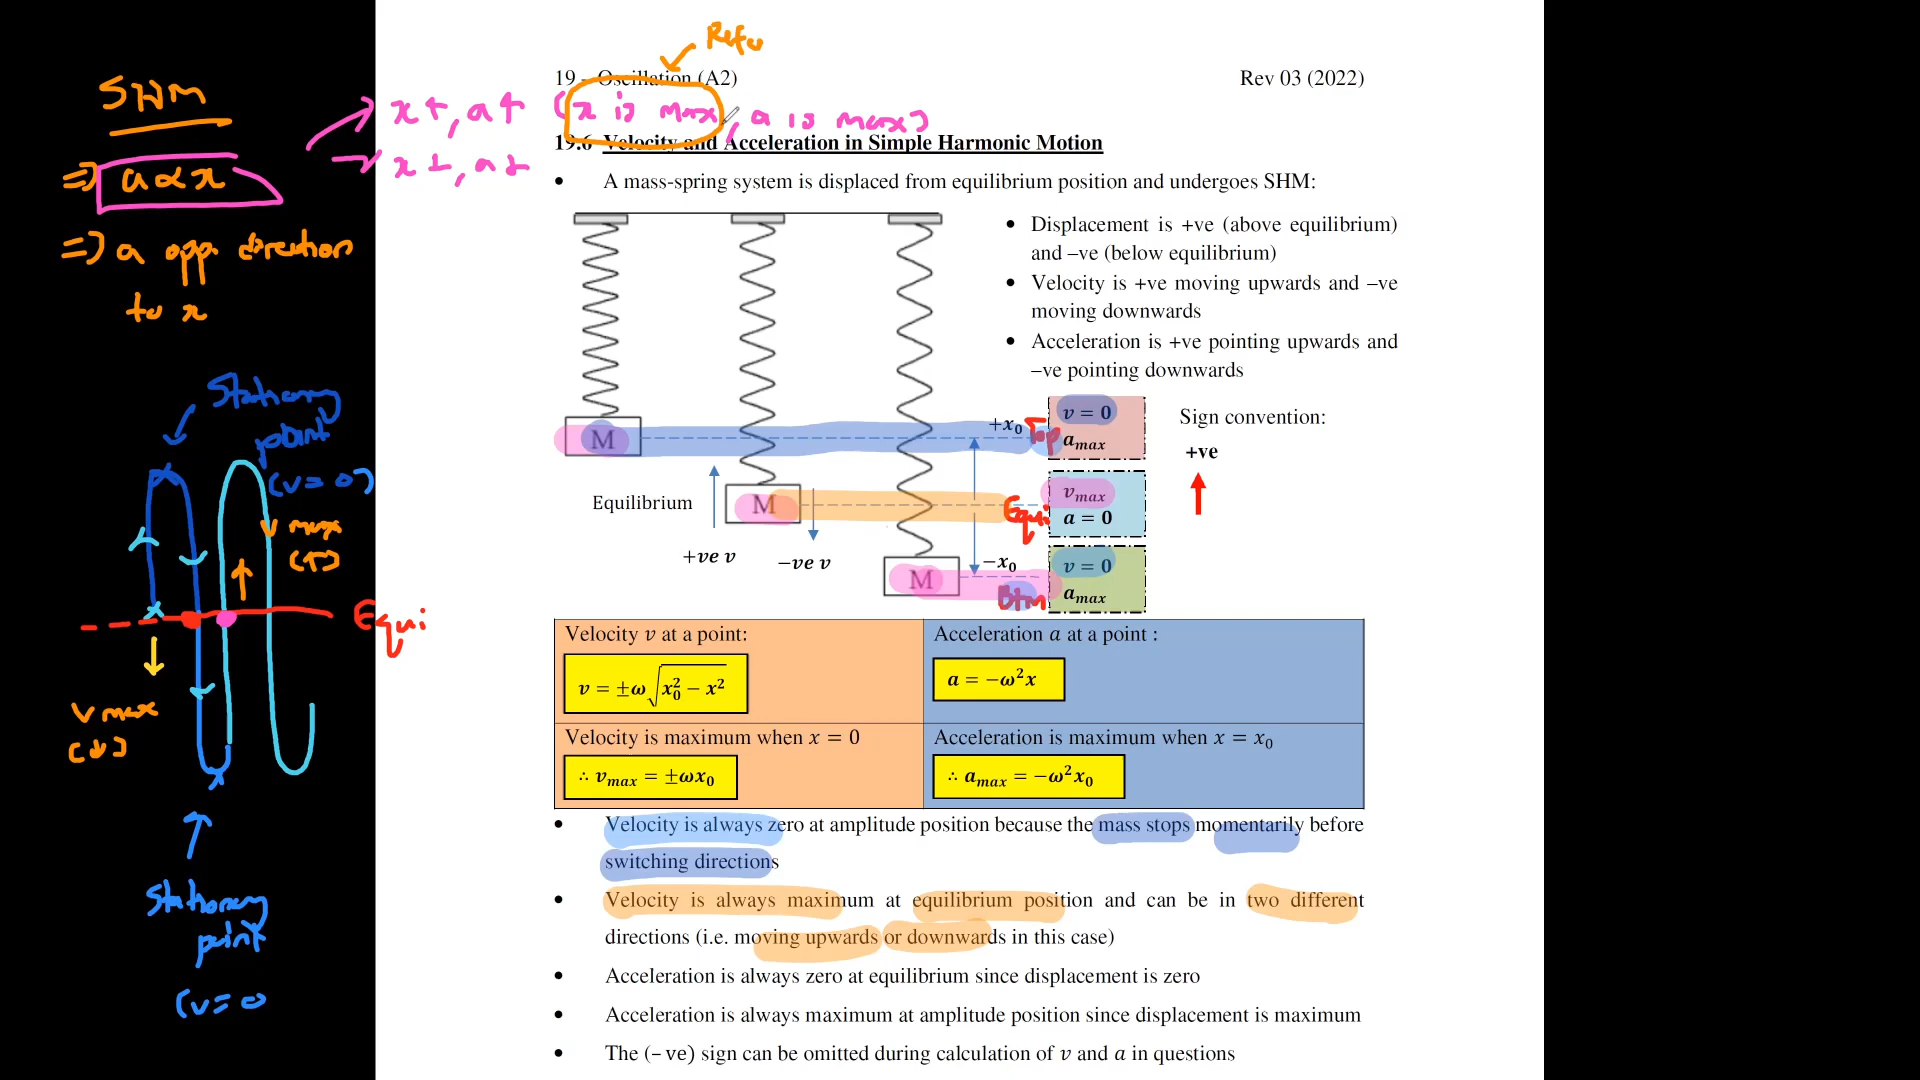 Refu
19 – Oscillation (A2)
Rev 03 (2022)
SHM
x↑, a↑ (x is max, a is max)
19.6 Velocity and Acceleration in Simple Harmonic Motion
=> a∝x
x↓, a↓
• A mass-spring system is displaced from equilibrium position and undergoes SHM:
=> a opp. direction
to x
• Displacement is +ve (above equilibrium)
and –ve (below equilibrium)
• Velocity is +ve moving upwards and –ve
moving downwards
• Acceleration is +ve pointing upwards and
–ve pointing downwards
Stationary
point
(v = 0)
v max
(↑)
Equi
v max
(↓)
Stationary
point
(v = 0
M
+x₀
Top
v = 0
aₘₐₓ
Sign convention:
+ve
Equilibrium
M
Equi
vₘₐₓ
a = 0
+ve v
−ve v
M
−x₀
Btm
v = 0
aₘₐₓ
Velocity v at a point:
v = ±ω√(x₀² − x²)
Acceleration a at a point :
a = −ω²x
Velocity is maximum when x = 0
∴ vₘₐₓ = ±ωx₀
Acceleration is maximum when x = x₀
∴ aₘₐₓ = −ω²x₀
• Velocity is always zero at amplitude position because the mass stops momentarily before
switching directions
• Velocity is always maximum at equilibrium position and can be in two different
directions (i.e. moving upwards or downwards in this case)
• Acceleration is always zero at equilibrium since displacement is zero
• Acceleration is always maximum at amplitude position since displacement is maximum
• The (– ve) sign can be omitted during calculation of v and a in questions